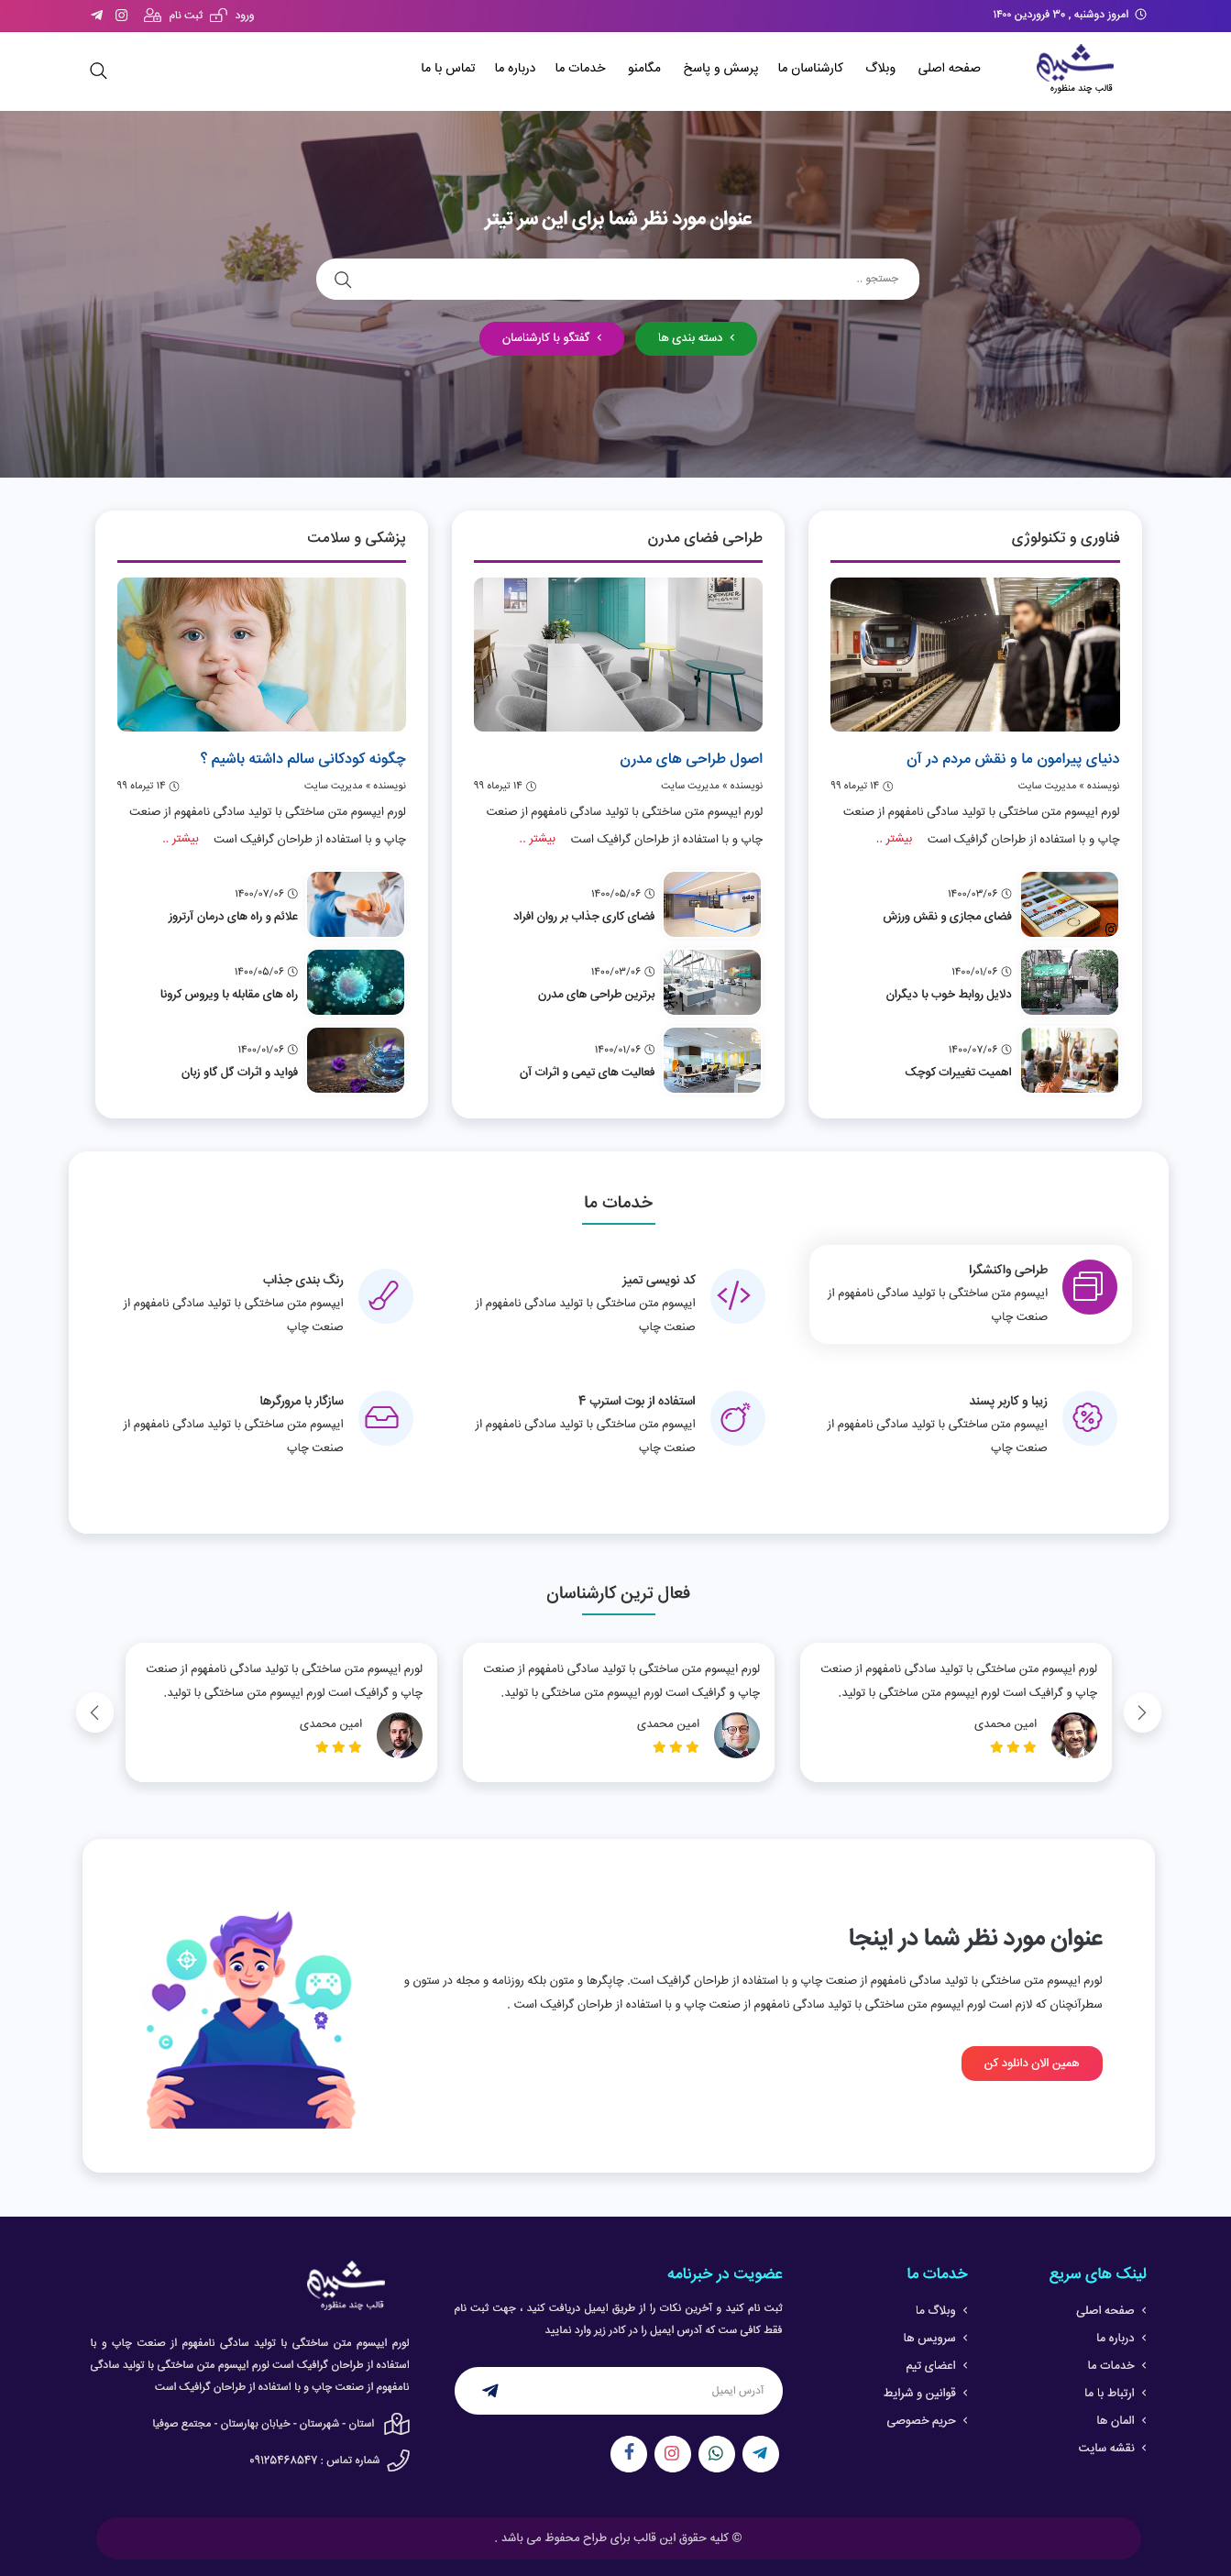 امروز دوشنبه , ۳۰ فروردین ۱۴۰۰
ورود
ثبت نام
شمیم
قالب چند منظوره
صفحه اصلی
وبلاگ
کارشناسان ما
پرسش و پاسخ
مگامنو
خدمات ما
درباره ما
تماس با ما
عنوان مورد نظر شما برای این سر تیتر
جستجو ..
دسته بندی ها
گفتگو با کارشناسان
فناوری و تکنولوژی
دنیای پیرامون ما و نقش مردم در آن
نویسنده » مدیریت سایت
۱۴ تیرماه ۹۹
لورم ایپسوم متن ساختگی با تولید سادگی نامفهوم از صنعت
چاپ و با استفاده از طراحان گرافیک است بیشتر ..
۱۴۰۰/۰۳/۰۶
فضای مجازی و نقش ورزش
۱۴۰۰/۰۱/۰۶
دلایل روابط خوب با دیگران
۱۴۰۰/۰۷/۰۶
اهمیت تغییرات کوچک
طراحی فضای مدرن
اصول طراحی های مدرن
نویسنده » مدیریت سایت
۱۴ تیرماه ۹۹
لورم ایپسوم متن ساختگی با تولید سادگی نامفهوم از صنعت
چاپ و با استفاده از طراحان گرافیک است بیشتر ..
۱۴۰۰/۰۵/۰۶
فضای کاری جذاب بر روان افراد
۱۴۰۰/۰۳/۰۶
برترین طراحی های مدرن
۱۴۰۰/۰۱/۰۶
فعالیت های تیمی و اثرات آن
پزشکی و سلامت
چگونه کودکانی سالم داشته باشیم ؟
نویسنده » مدیریت سایت
۱۴ تیرماه ۹۹
لورم ایپسوم متن ساختگی با تولید سادگی نامفهوم از صنعت
چاپ و با استفاده از طراحان گرافیک است بیشتر ..
۱۴۰۰/۰۷/۰۶
علائم و راه های درمان آرتروز
۱۴۰۰/۰۵/۰۶
راه های مقابله با ویروس کرونا
۱۴۰۰/۰۱/۰۶
فواید و اثرات گل گاو زبان
خدمات ما
طراحی واکنشگرا
ایپسوم متن ساختگی با تولید سادگی نامفهوم از
صنعت چاپ
کد نویسی تمیز
ایپسوم متن ساختگی با تولید سادگی نامفهوم از
صنعت چاپ
رنگ بندی جذاب
ایپسوم متن ساختگی با تولید سادگی نامفهوم از
صنعت چاپ
زیبا و کاربر پسند
ایپسوم متن ساختگی با تولید سادگی نامفهوم از
صنعت چاپ
استفاده از بوت استرپ ۴
ایپسوم متن ساختگی با تولید سادگی نامفهوم از
صنعت چاپ
سازگار با مرورگرها
ایپسوم متن ساختگی با تولید سادگی نامفهوم از
صنعت چاپ
فعال ترین کارشناسان
لورم ایپسوم متن ساختگی با تولید سادگی نامفهوم از صنعت
چاپ و گرافیک است لورم ایپسوم متن ساختگی با تولید.
امین محمدی
لورم ایپسوم متن ساختگی با تولید سادگی نامفهوم از صنعت
چاپ و گرافیک است لورم ایپسوم متن ساختگی با تولید.
امین محمدی
لورم ایپسوم متن ساختگی با تولید سادگی نامفهوم از صنعت
چاپ و گرافیک است لورم ایپسوم متن ساختگی با تولید.
امین محمدی
عنوان مورد نظر شما در اینجا
لورم ایپسوم متن ساختگی با تولید سادگی نامفهوم از صنعت چاپ و با استفاده از طراحان گرافیک است. چاپگرها و متون بلکه روزنامه و مجله در ستون و
سطرآنچنان که لازم است لورم ایپسوم متن ساختگی با تولید سادگی نامفهوم از صنعت چاپ و با استفاده از طراحان گرافیک است .
همین الان دانلود کن
لینک های سریع
صفحه اصلی
درباره ما
خدمات ما
ارتباط با ما
المان ها
نقشه سایت
خدمات ما
وبلاگ ما
سرویس ها
اعضای تیم
قوانین و شرایط
حریم خصوصی
عضویت در خبرنامه
ثبت نام کنید و آخرین نکات را از طریق ایمیل دریافت کنید ، جهت ثبت نام
فقط کافی ست که آدرس ایمیل را در کادر زیر وارد نمایید
آدرس ایمیل
شمیم
قالب چند منظوره
لورم ایپسوم متن ساختگی با تولید سادگی نامفهوم از صنعت چاپ و با
استفاده از طراحان گرافیک است لورم ایپسوم متن ساختگی با تولید سادگی
نامفهوم از صنعت چاپ و با استفاده از طراحان گرافیک است
استان - شهرستان - خیابان بهارستان - مجتمع صوفیا
شماره تماس : ۰۹۱۲۵۴۶۸۵۴۷
© کلیه حقوق این قالب برای طراح محفوظ می باشد .